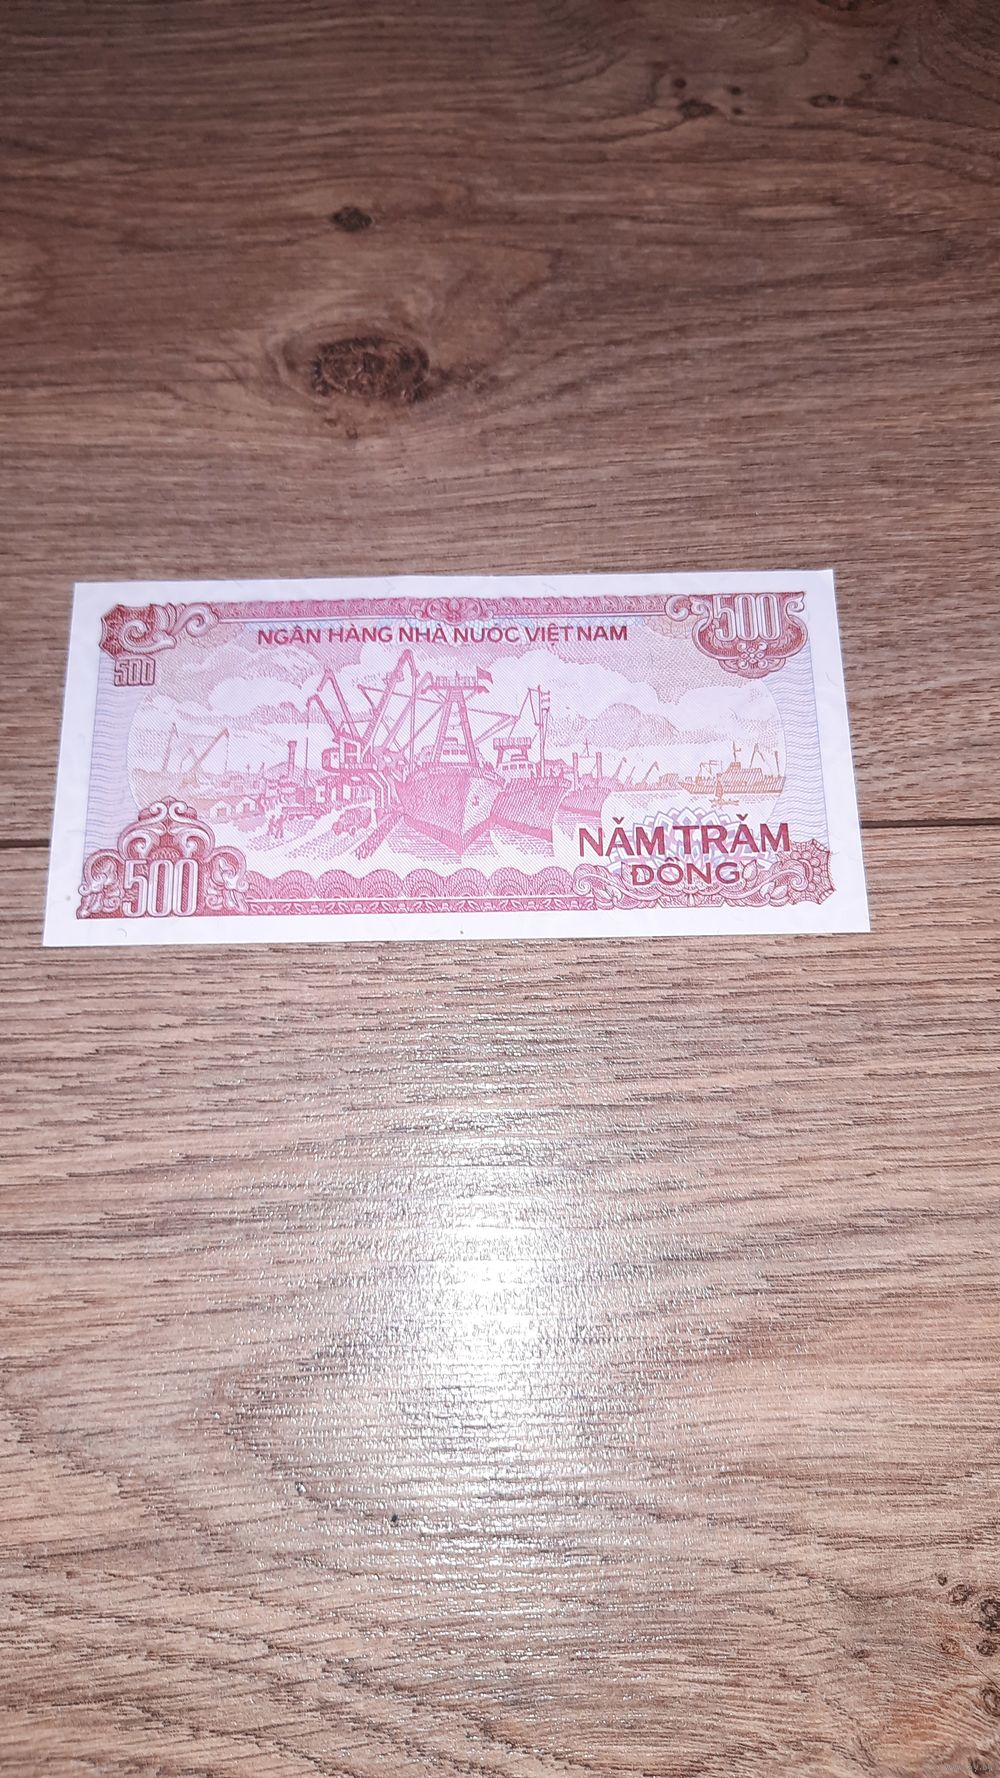 NGÂN HÀNG NHÀ NƯỚC VIỆT NAM
500
500
500
NĂM TRĂM
ĐỒNG